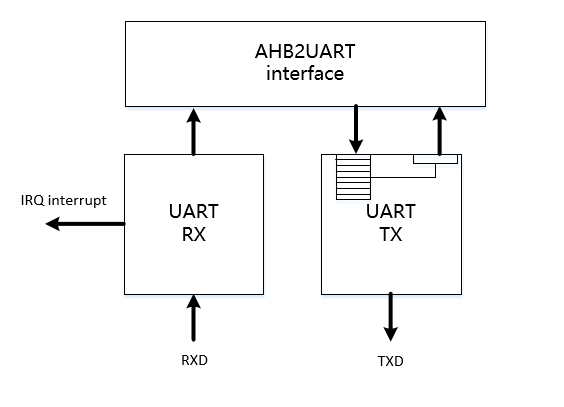 AHB2UART
interface
IRQ interrupt
UART
RX
UART
TX
RXD
TXD